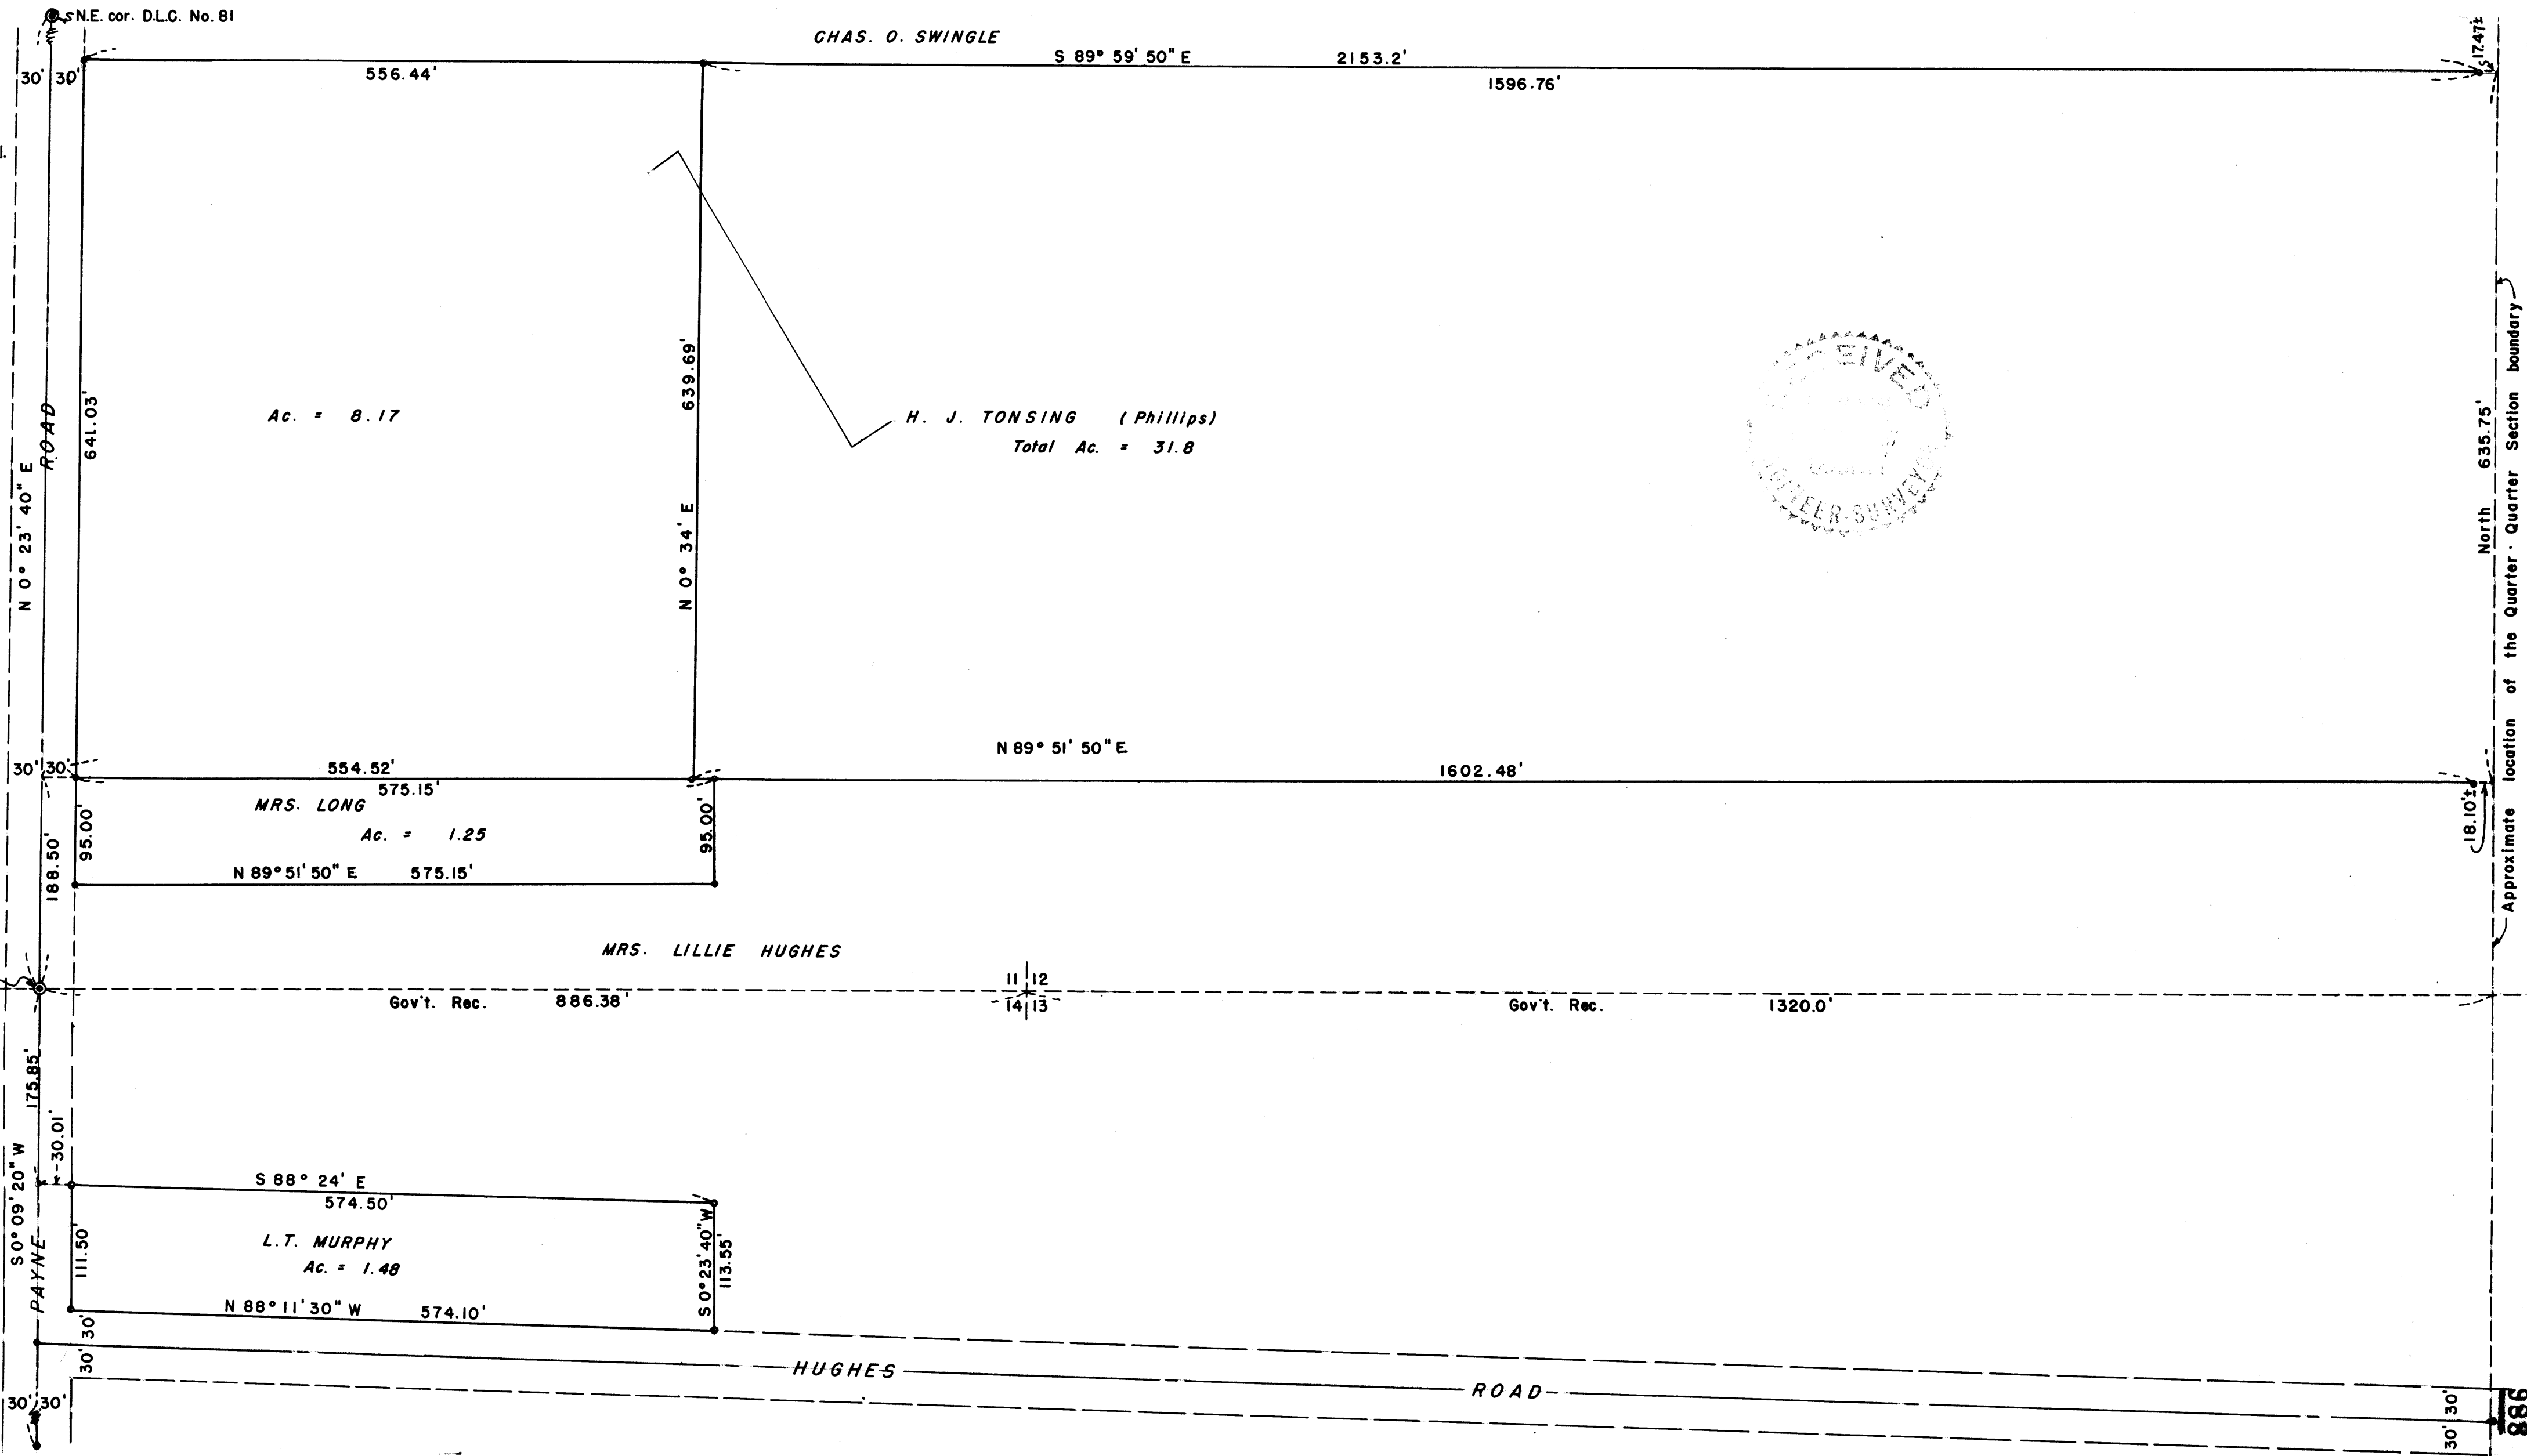 N.E. cor. D.L.C. No. 81
CHAS. O. SWINGLE
S 89° 59' 50" E 2153.2'
17.47'±
30' 30'
556.44'
1596.76'
641.03'
ROAD
N 0° 23' 40" E
Ac. = 8.17
639.69'
N 0° 34' E
H. J. TONSING (Phillips)
Total Ac. = 31.8
EIVED
GINEER-SURVEYO
North 635.75'
Approximate location of the Quarter-Quarter Section boundary
N 89° 51' 50" E
30' 30'
554.52'
1602.48'
575.15'
MRS. LONG
Ac. = 1.25
95.00'
95.00'
188.50'
18.10'±
N 89° 51' 50" E 575.15'
MRS. LILLIE HUGHES
11 12
14 13
Gov't. Rec. 886.38'
Gov't. Rec. 1320.0'
175.85'
30.01'
S 0° 09' 20" W
S 88° 24' E
574.50'
L.T. MURPHY
Ac. = 1.48
111.50'
S 0° 23' 40" W
113.55'
PAYNE
N 88° 11' 30" W 574.10'
30'
30'
HUGHES
ROAD
30' 30'
30' 30'